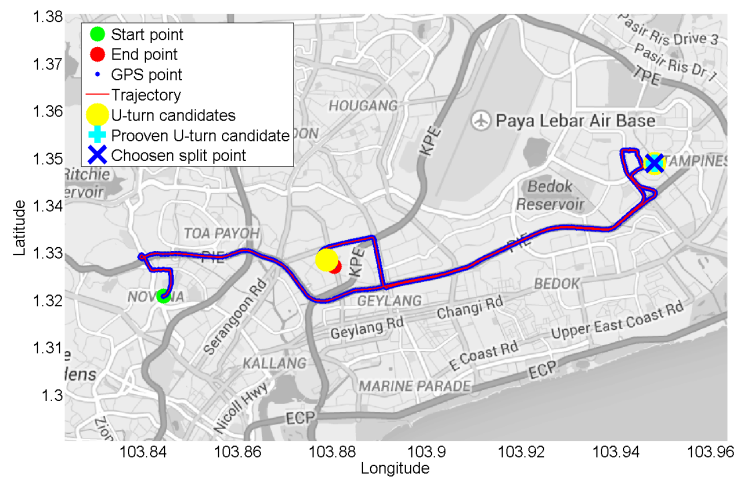 1.38
1.37
1.36
1.35
1.34
1.33
1.32
1.31
1.3
Latitude
Start point
End point
GPS point
Trajectory
U-turn candidates
Prooven U-turn candidate
Choosen split point
Pasir Ris Drive 3
Pasir Ris Dr 1
TPE
HOUGANG
KPE
Paya Lebar Air Base
DON
Ritchie
ervoir
TAMPINES
Bedok
Reservoir
TOA PAYOH
PIE
PIE
KPE
NOVENA
Serangoon Rd
GEYLANG
BEDOK
Changi Rd
Geylang Rd
Upper East Coast Rd
E Coast Rd
KALLANG
MARINE PARADE
ECP
Nicoll Hwy
ECP
e
dens
Zion
103.84
103.86
103.88
103.9
103.92
103.94
103.96
Longitude